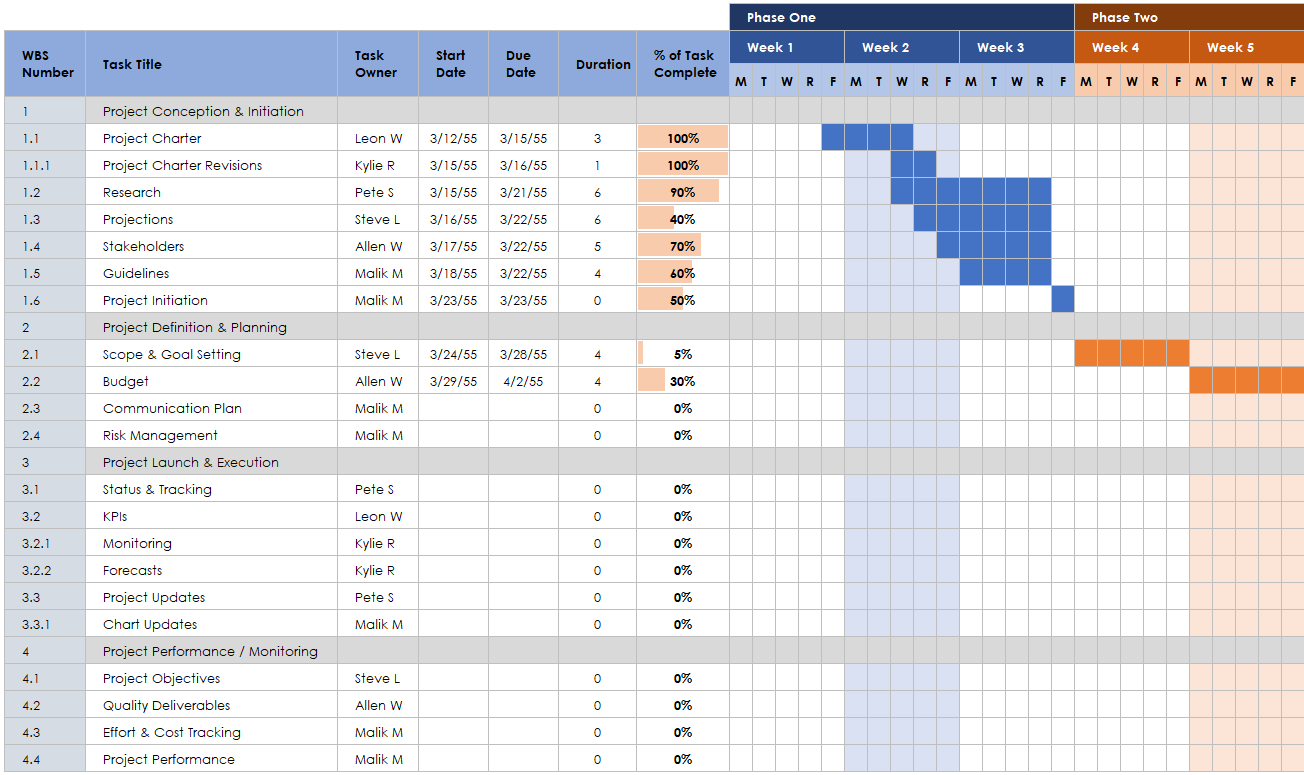 Phase One Phase Two
WBS Number Task Title Task Owner Start Date Due Date Duration % of Task Complete Week 1 Week 2 Week 3 Week 4 Week 5
M T W R F M T W R F M T W R F M T W R F M T W R F
1 Project Conception & Initiation
1.1 Project Charter Leon W 3/12/55 3/15/55 3 100%
1.1.1 Project Charter Revisions Kylie R 3/15/55 3/16/55 1 100%
1.2 Research Pete S 3/15/55 3/21/55 6 90%
1.3 Projections Steve L 3/16/55 3/22/55 6 40%
1.4 Stakeholders Allen W 3/17/55 3/22/55 5 70%
1.5 Guidelines Malik M 3/18/55 3/22/55 4 60%
1.6 Project Initiation Malik M 3/23/55 3/23/55 0 50%
2 Project Definition & Planning
2.1 Scope & Goal Setting Steve L 3/24/55 3/28/55 4 5%
2.2 Budget Allen W 3/29/55 4/2/55 4 30%
2.3 Communication Plan Malik M 0 0%
2.4 Risk Management Malik M 0 0%
3 Project Launch & Execution
3.1 Status & Tracking Pete S 0 0%
3.2 KPIs Leon W 0 0%
3.2.1 Monitoring Kylie R 0 0%
3.2.2 Forecasts Kylie R 0 0%
3.3 Project Updates Pete S 0 0%
3.3.1 Chart Updates Malik M 0 0%
4 Project Performance / Monitoring
4.1 Project Objectives Steve L 0 0%
4.2 Quality Deliverables Allen W 0 0%
4.3 Effort & Cost Tracking Malik M 0 0%
4.4 Project Performance Malik M 0 0%